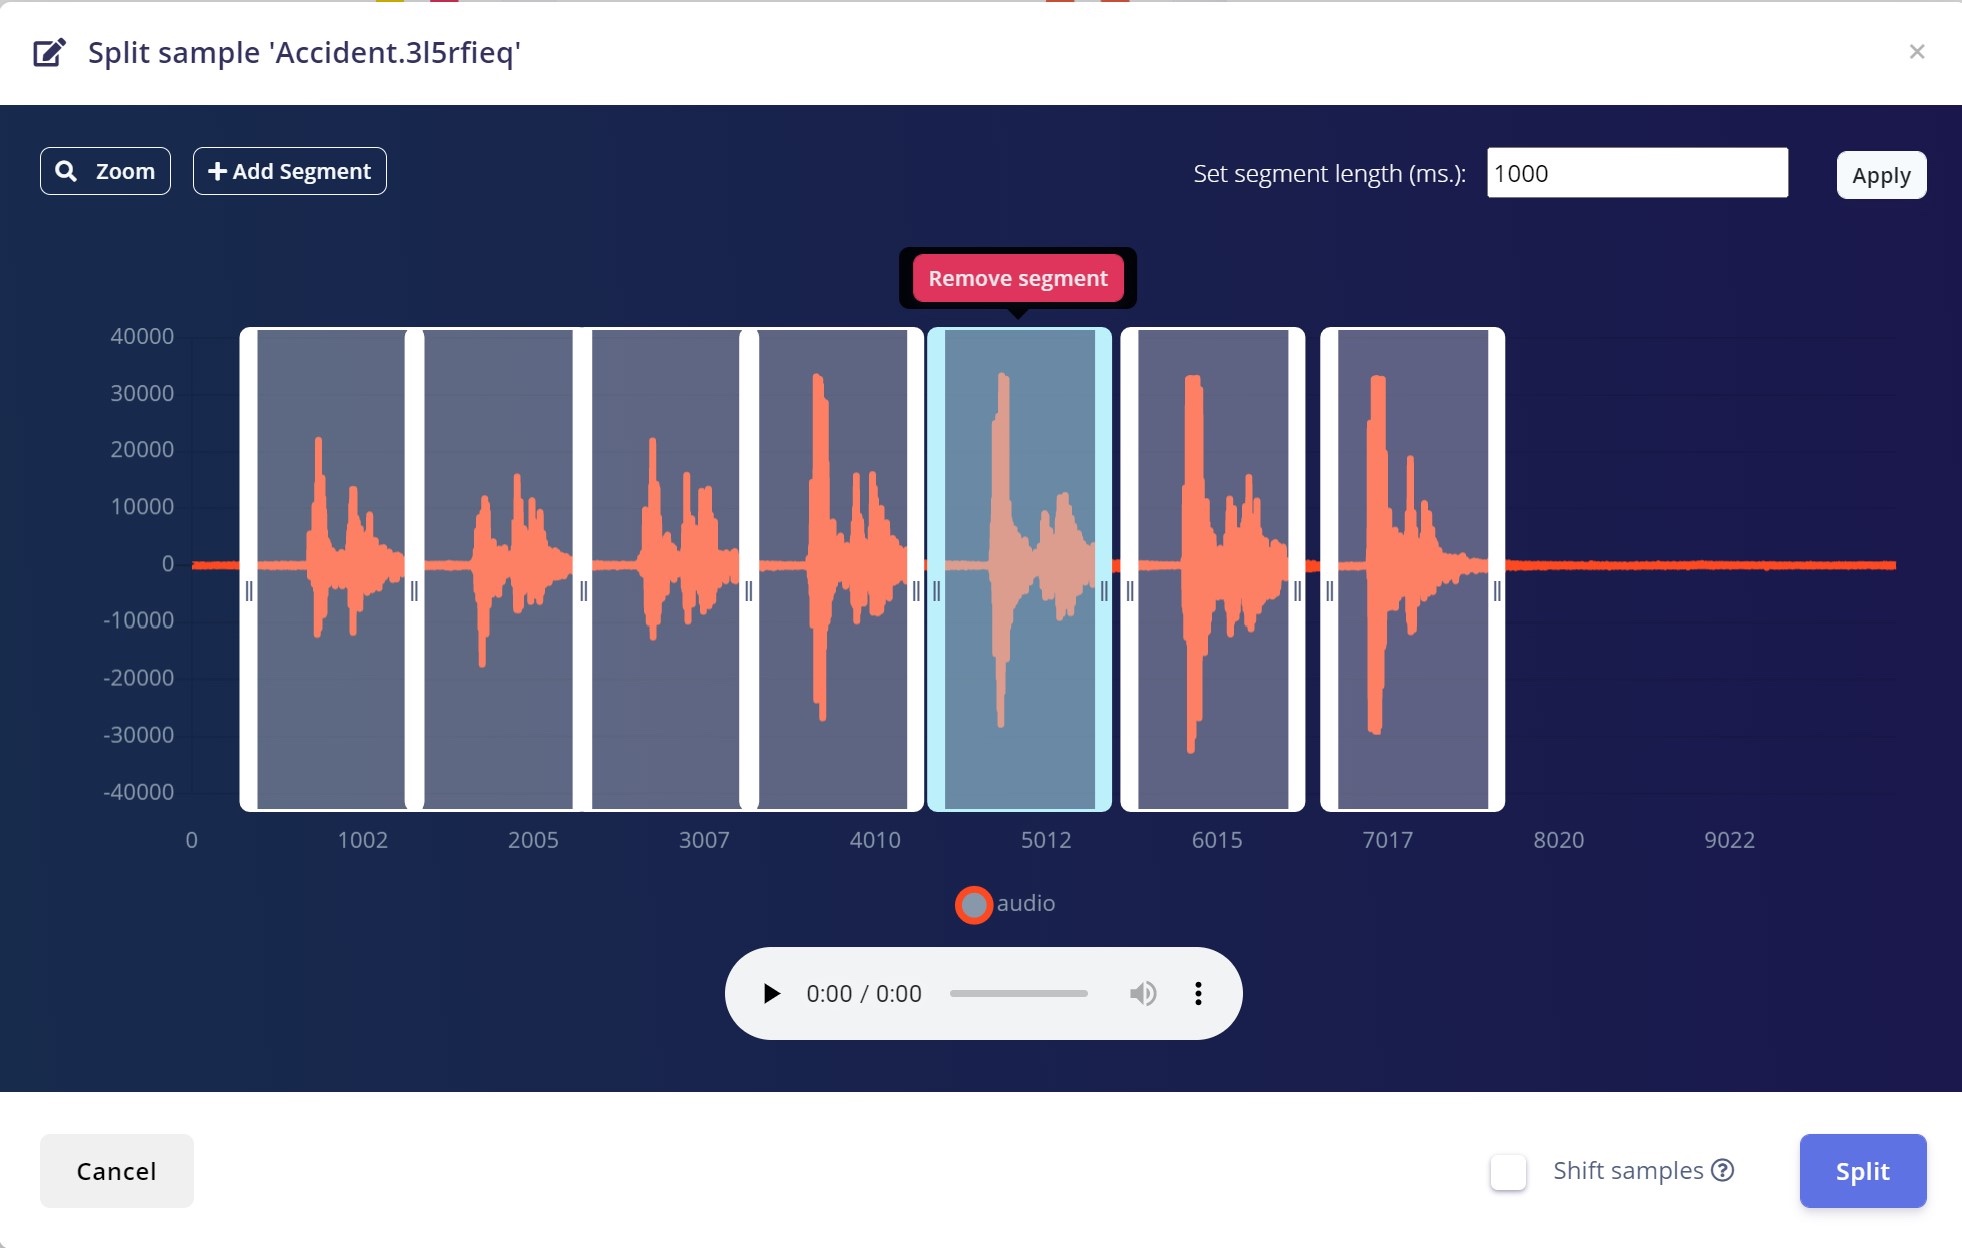 Split sample 'Accident.3l5rfieq'
×
Zoom
Add Segment
Set segment length (ms.):
1000
Apply
Remove segment
40000
30000
20000
10000
0
-10000
-20000
-30000
-40000
0 1002 2005 3007 4010 5012 6015 7017 8020 9022
audio
0:00 / 0:00
Cancel
Shift samples ?
Split